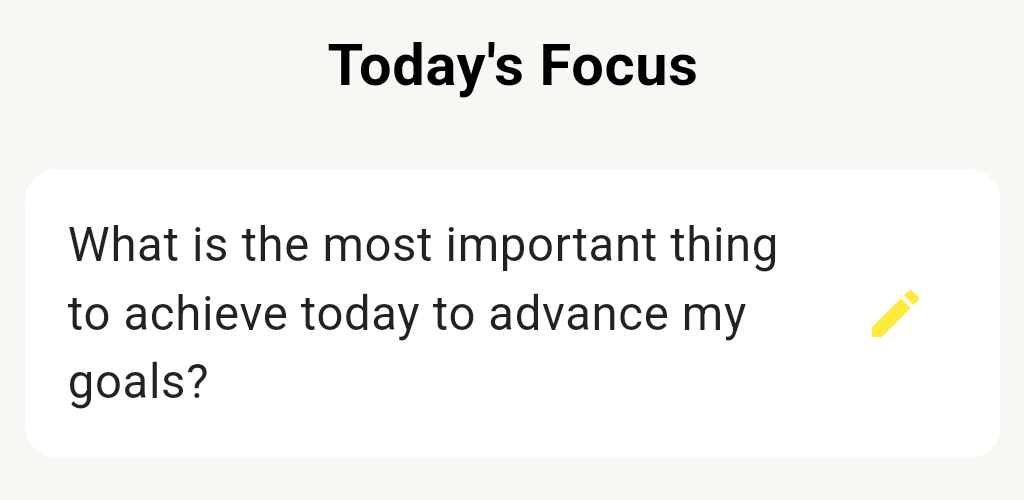 Today's Focus
What is the most important thing
to achieve today to advance my
goals?